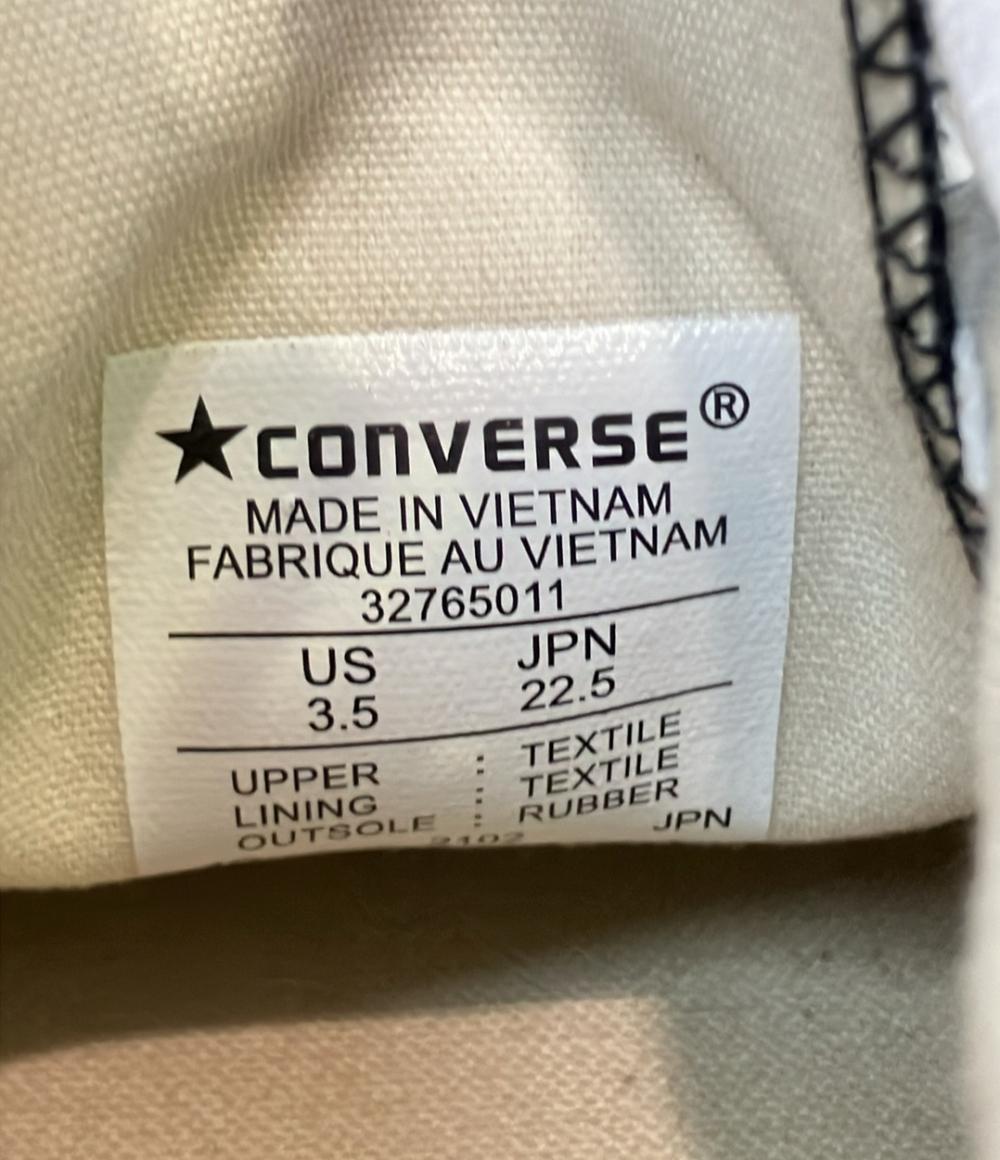 ★CONVERSE®
MADE IN VIETNAM
FABRIQUE AU VIETNAM
32765011
US JPN
3.5 22.5
UPPER : TEXTILE
LINING : TEXTILE
OUTSOLE : RUBBER
2102 JPN